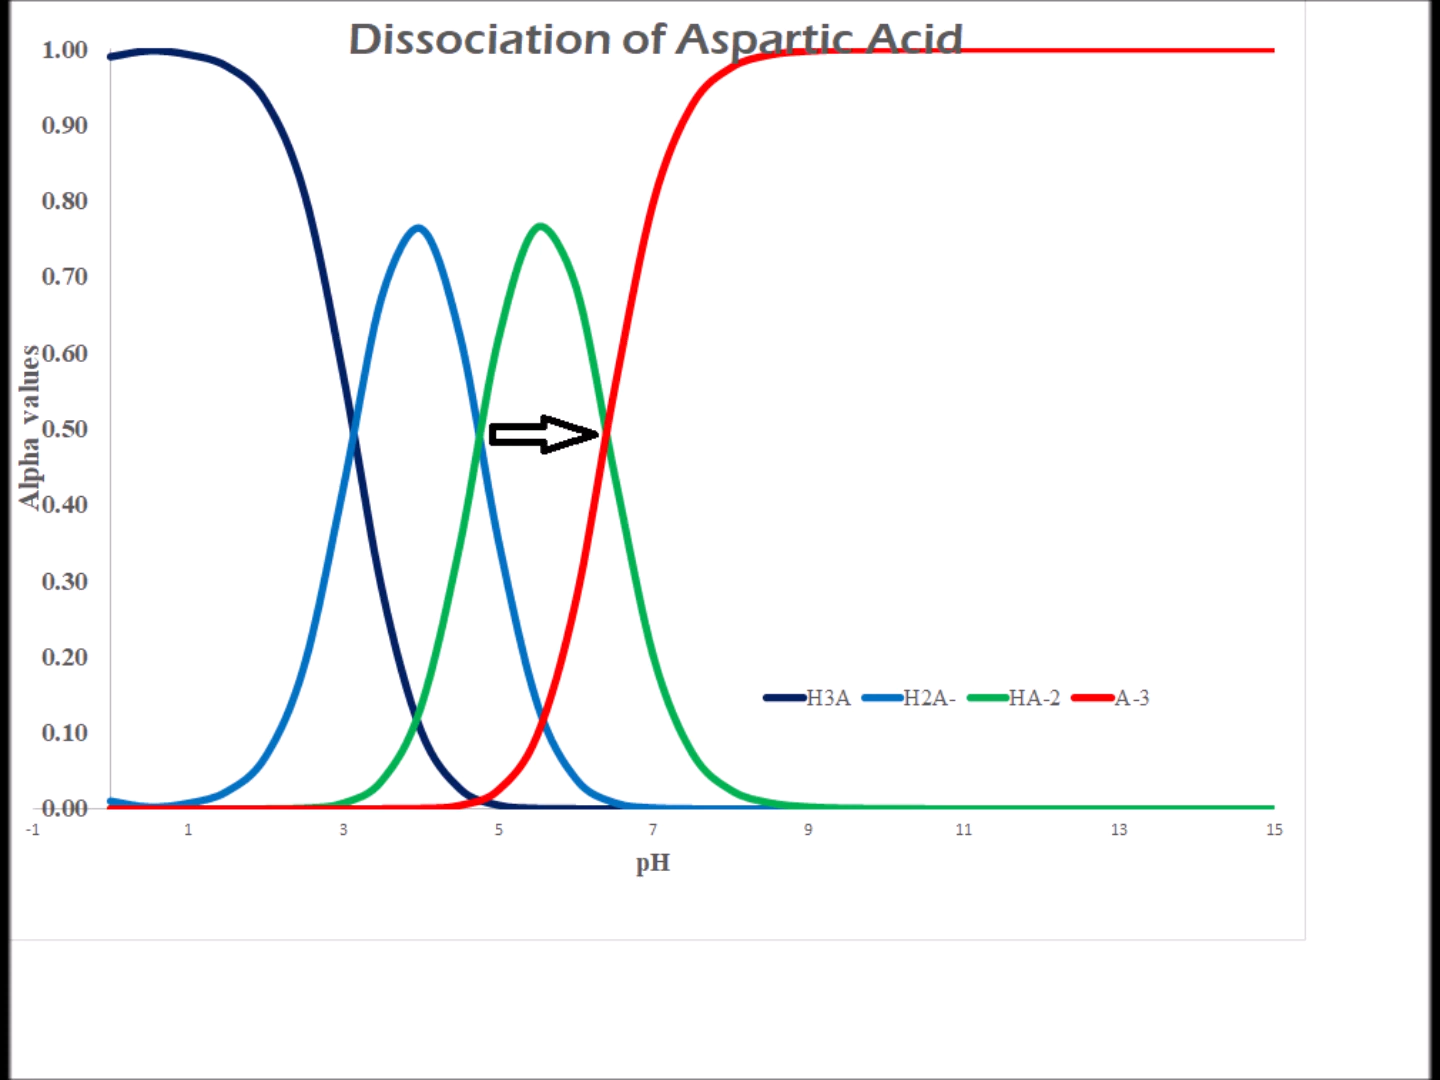 Dissociation of Aspartic Acid
1.00
0.90
0.80
0.70
0.60
0.50
0.40
0.30
0.20
0.10
0.00
Alpha values
H3A H2A- HA-2 A-3
-1 1 3 5 7 9 11 13 15
pH